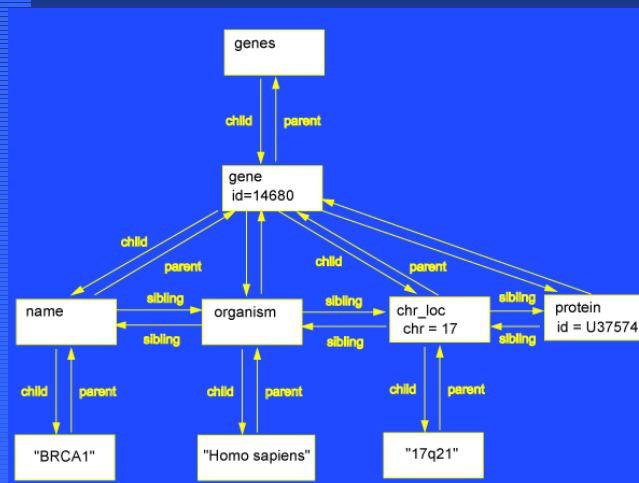 genes
child
parent
gene
id=14680
child
parent
child
parent
name
sibling
sibling
organism
sibling
sibling
chr_loc
chr = 17
sibling
sibling
protein
id = U37574
child
parent
child
parent
child
parent
"BRCA1"
"Homo sapiens"
"17q21"